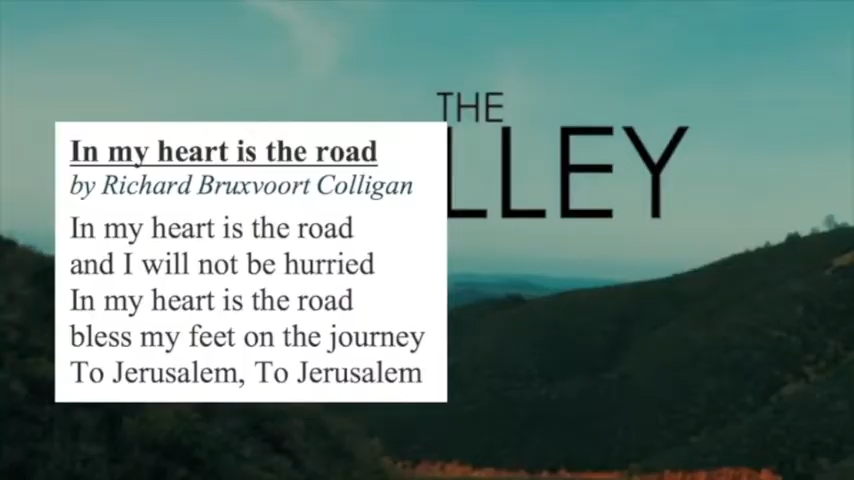 THE
LLEY
In my heart is the road
by Richard Bruxvoort Colligan
In my heart is the road
and I will not be hurried
In my heart is the road
bless my feet on the journey
To Jerusalem, To Jerusalem